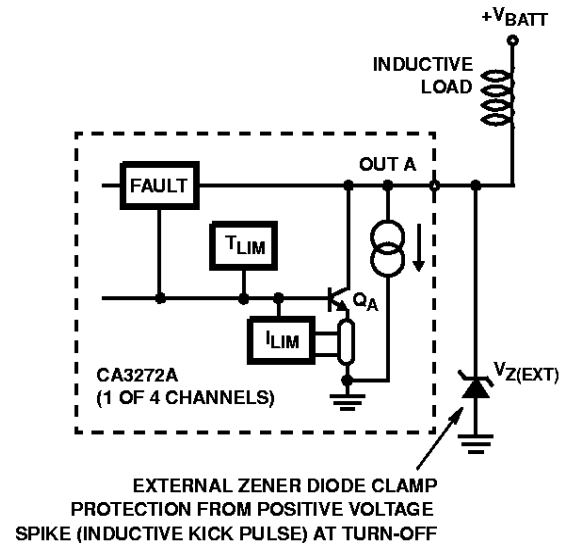 +VBATT
INDUCTIVE
LOAD
OUT A
FAULT
TLIM
QA
ILIM
CA3272A
(1 OF 4 CHANNELS)
VZ(EXT)
EXTERNAL ZENER DIODE CLAMP
PROTECTION FROM POSITIVE VOLTAGE
SPIKE (INDUCTIVE KICK PULSE) AT TURN-OFF